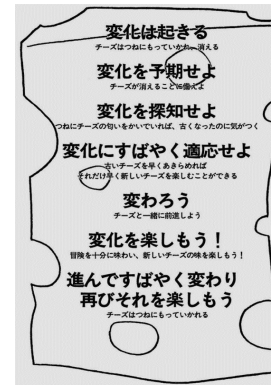 変化は起きる
チーズはつねにもっていかれ、消える
変化を予期せよ
チーズが消えることに備えよ
変化を探知せよ
つねにチーズの匂いをかいでいれば、古くなったのに気がつく
変化にすばやく適応せよ
古いチーズを早くあきらめれば
それだけ早く新しいチーズを楽しむことができる
変わろう
チーズと一緒に前進しよう
変化を楽しもう！
冒険を十分に味わい、新しいチーズの味を楽しもう！
進んですばやく変わり
再びそれを楽しもう
チーズはつねにもっていかれる